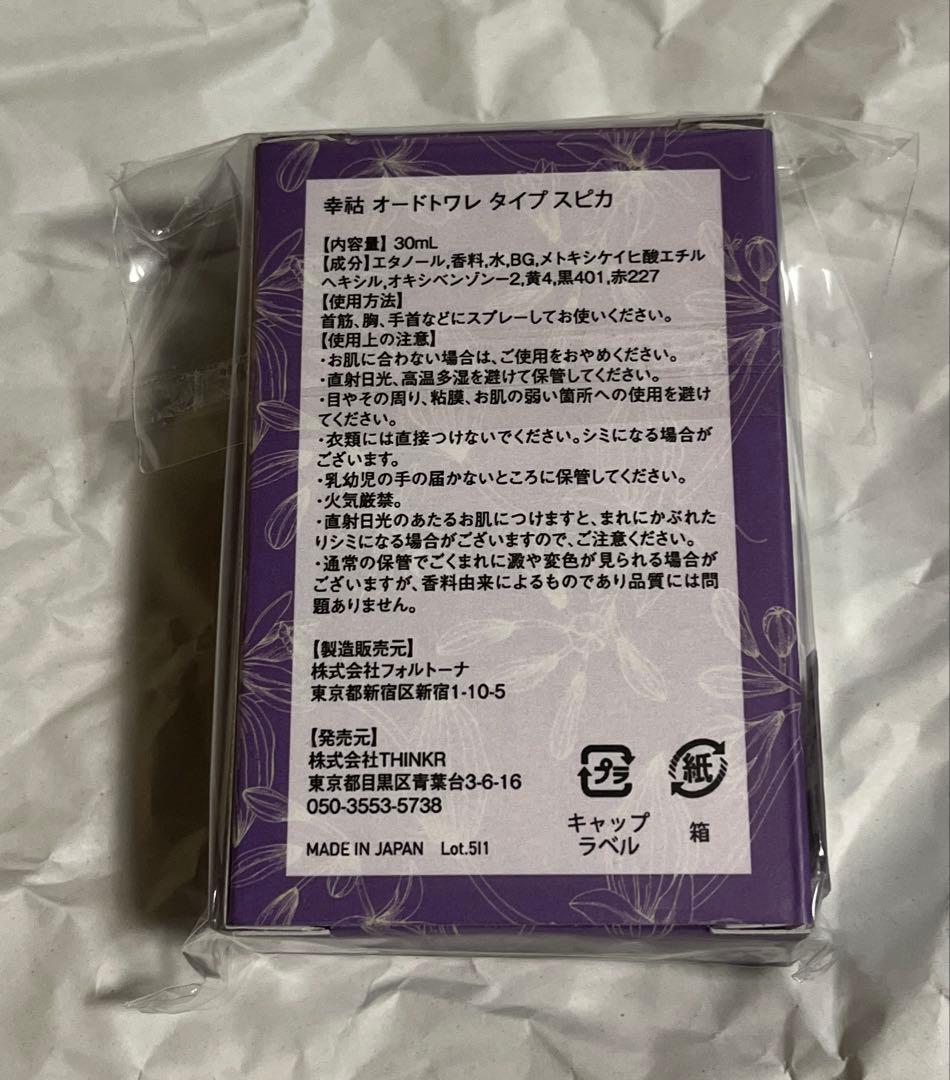 幸祜 オードトワレ タイプ スピカ
【内容量】 30mL
【成分】エタノール,香料,水,BG,メトキシケイヒ酸エチル
ヘキシル,オキシベンゾン－2,黄4,黒401,赤227
【使用方法】
首筋、胸、手首などにスプレーしてお使いください。
【使用上の注意】
・お肌に合わない場合は、ご使用をおやめください。
・直射日光、高温多湿を避けて保管してください。
・目やその周り、粘膜、お肌の弱い箇所への使用を避け
てください。
・衣類には直接つけないでください。シミになる場合が
ございます。
・乳幼児の手の届かないところに保管してください。
・火気厳禁。
・直射日光のあたるお肌につけますと、まれにかぶれた
りシミになる場合がございますので、ご注意ください。
・通常の保管でごくまれに澱や変色が見られる場合が
ございますが、香料由来によるものであり品質には問
題ありません。
【製造販売元】
株式会社フォルトーナ
東京都新宿区新宿1-10-5
【発売元】
株式会社THINKR
東京都目黒区青葉台3-6-16
050-3553-5738
MADE IN JAPAN Lot.5I1
プラ
キャップ
ラベル
紙
箱